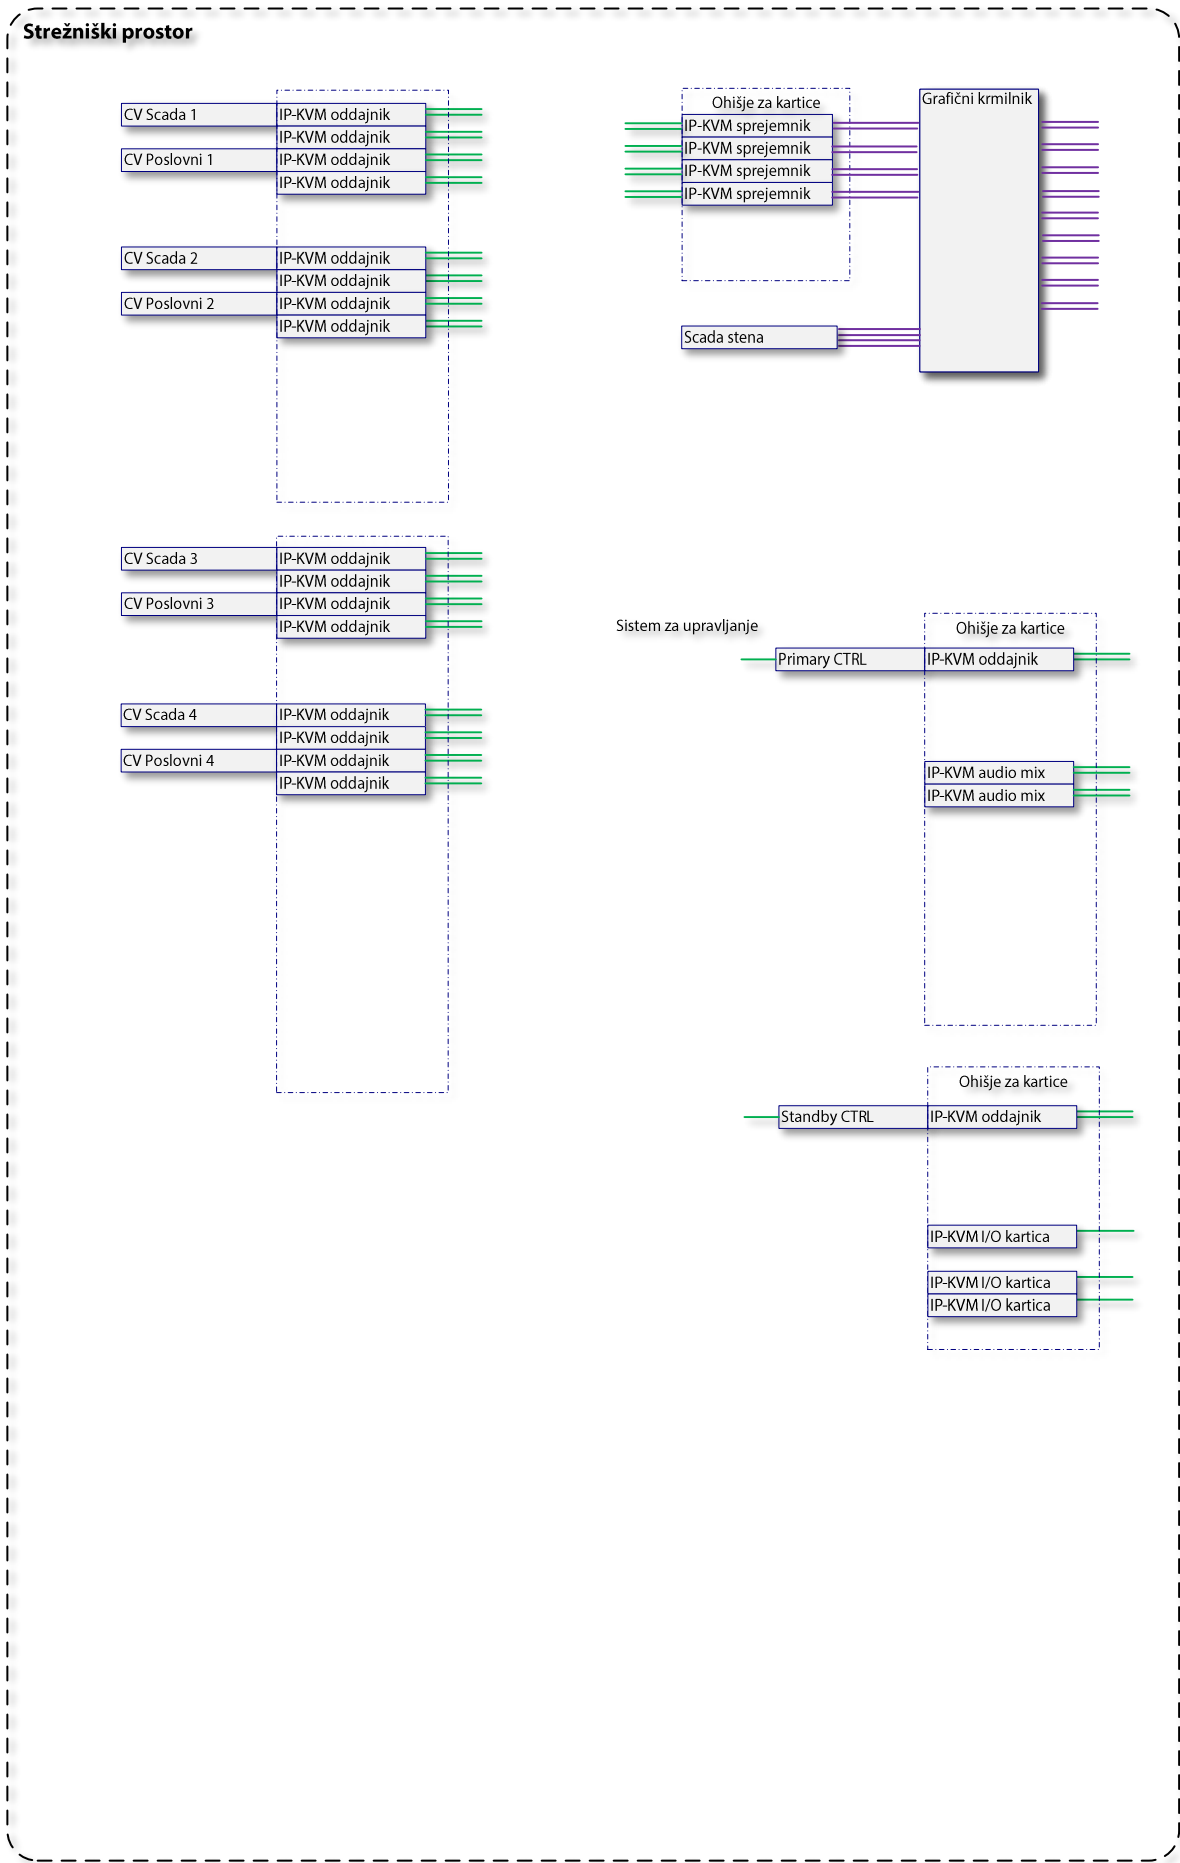 Strežniški prostor
CV Scada 1
IP-KVM oddajnik
IP-KVM oddajnik
CV Poslovni 1
IP-KVM oddajnik
IP-KVM oddajnik
CV Scada 2
IP-KVM oddajnik
IP-KVM oddajnik
CV Poslovni 2
IP-KVM oddajnik
IP-KVM oddajnik
CV Scada 3
IP-KVM oddajnik
IP-KVM oddajnik
CV Poslovni 3
IP-KVM oddajnik
IP-KVM oddajnik
CV Scada 4
IP-KVM oddajnik
IP-KVM oddajnik
CV Poslovni 4
IP-KVM oddajnik
IP-KVM oddajnik
Ohišje za kartice
IP-KVM sprejemnik
IP-KVM sprejemnik
IP-KVM sprejemnik
IP-KVM sprejemnik
Grafični krmilnik
Scada stena
Sistem za upravljanje
Ohišje za kartice
Primary CTRL
IP-KVM oddajnik
IP-KVM audio mix
IP-KVM audio mix
Ohišje za kartice
Standby CTRL
IP-KVM oddajnik
IP-KVM I/O kartica
IP-KVM I/O kartica
IP-KVM I/O kartica